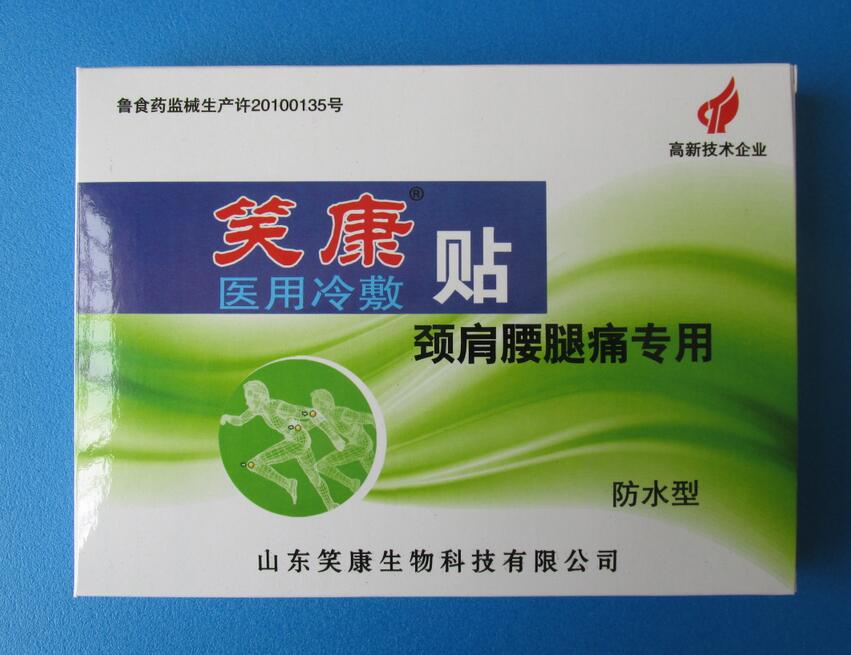 鲁食药监械生产许20100135号
高新技术企业
笑康®
医用冷敷贴
颈肩腰腿痛专用
防水型
山东笑康生物科技有限公司